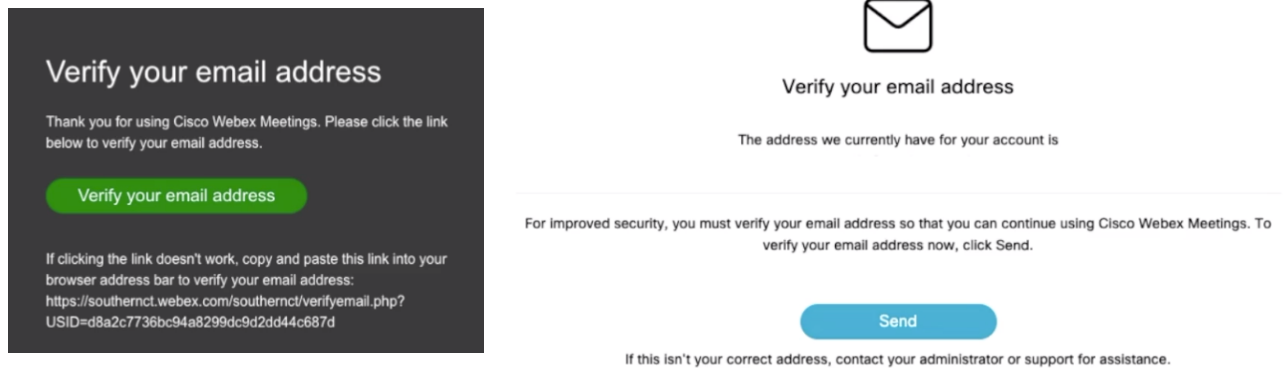 Verify your email address
Thank you for using Cisco Webex Meetings. Please click the link
below to verify your email address.
Verify your email address
If clicking the link doesn't work, copy and paste this link into your
browser address bar to verify your email address:
https://southernct.webex.com/southernct/verifyemail.php?
USID=d8a2c7736bc94a8299dc9d2dd44c687d
Verify your email address
The address we currently have for your account is
For improved security, you must verify your email address so that you can continue using Cisco Webex Meetings. To
verify your email address now, click Send.
Send
If this isn't your correct address, contact your administrator or support for assistance.